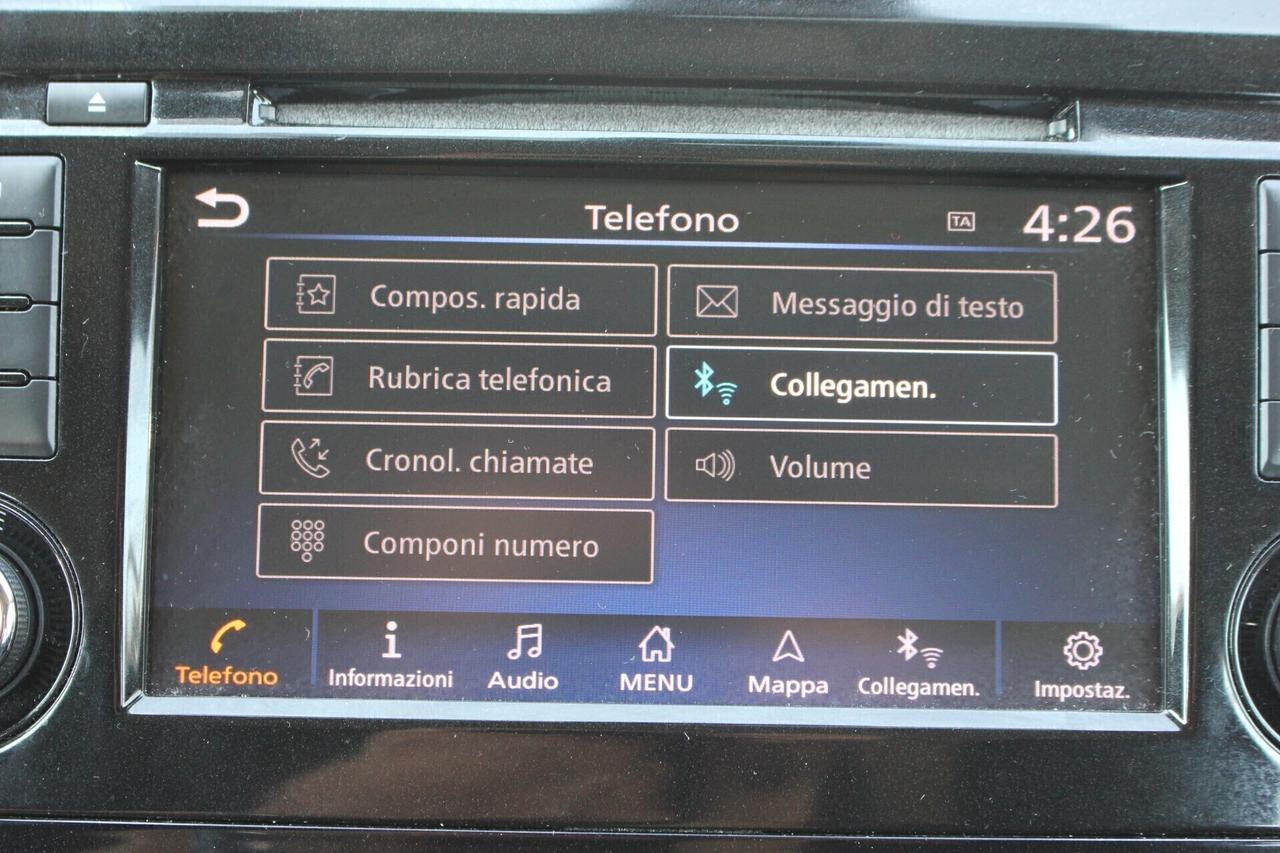 Telefono TA 4:26
Compos. rapida
Messaggio di testo
Rubrica telefonica
Collegamen.
Cronol. chiamate
Volume
Componi numero
Telefono
Informazioni
Audio
MENU
Mappa
Collegamen.
Impostaz.